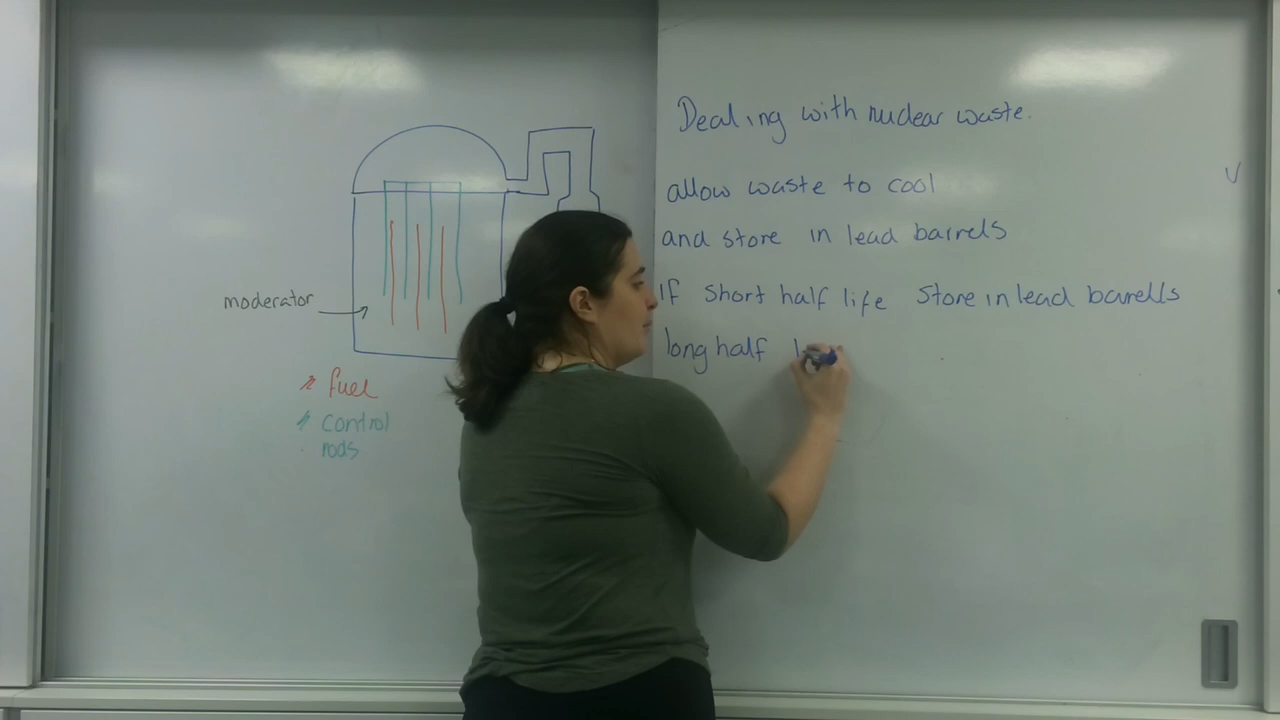 moderator
fuel
control
rods
Dealing with nuclear waste.
allow waste to cool
and store in lead barrels
If short half life store in lead barells
long half